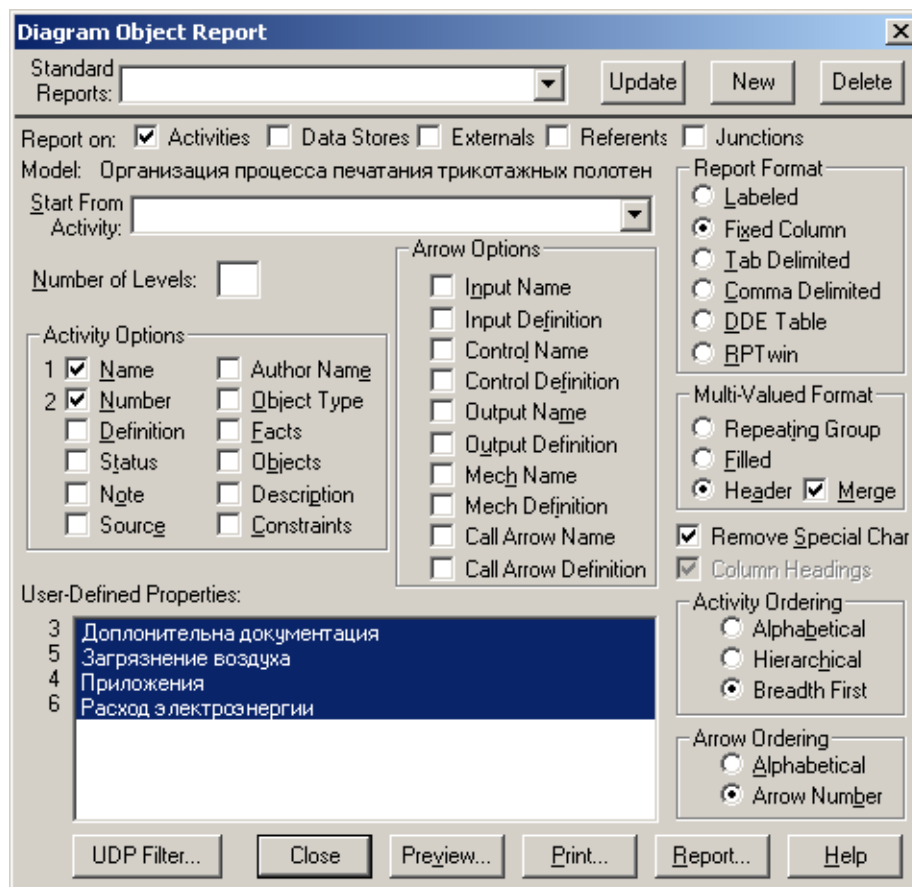 Diagram Object Report
Standard Reports:
Update
New
Delete
Report on: Activities Data Stores Externals Referents Junctions
Model: Организация процесса печатания трикотажных полотен
Start From Activity:
Number of Levels:
Activity Options
1 Name
2 Number
Definition
Status
Note
Source
Author Name
Object Type
Facts
Objects
Description
Constraints
Arrow Options
Input Name
Input Definition
Control Name
Control Definition
Output Name
Output Definition
Mech Name
Mech Definition
Call Arrow Name
Call Arrow Definition
Report Format
Labeled
Fixed Column
Tab Delimited
Comma Delimited
DDE Table
RPTwin
Multi-Valued Format
Repeating Group
Filled
Header Merge
Remove Special Char
Column Headings
Activity Ordering
Alphabetical
Hierarchical
Breadth First
Arrow Ordering
Alphabetical
Arrow Number
User-Defined Properties:
3 Доплонительна документация
5 Загрязнение воздуха
4 Приложения
6 Расход электроэнергии
UDP Filter...
Close
Preview...
Print...
Report...
Help